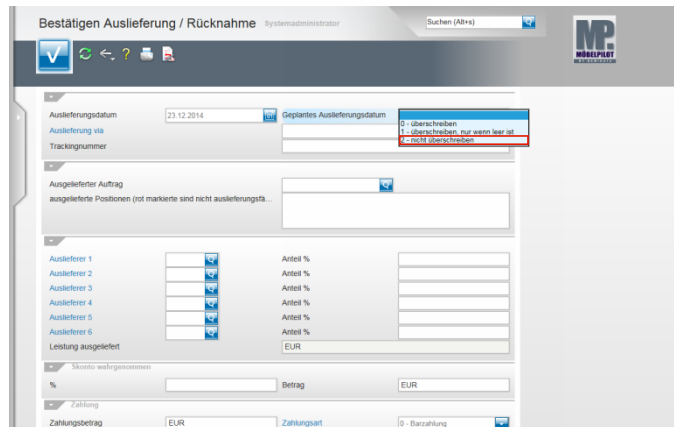 Bestätigen Auslieferung / Rücknahme Systemadministrator Suchen (Alt+s)
MP
MÖBELPILOT
Auslieferungsdatum 23.12.2014 Geplantes Auslieferungsdatum
0 - überschreiben
Auslieferung via 1 - überschreiben, nur wenn leer ist
Trackingnummer 2 - nicht überschreiben
Ausgelieferter Auftrag
ausgelieferte Positionen (rot markierte sind nicht auslieferungsfä...
Auslieferer 1 Anteil %
Auslieferer 2 Anteil %
Auslieferer 3 Anteil %
Auslieferer 4 Anteil %
Auslieferer 5 Anteil %
Auslieferer 6 Anteil %
Leistung ausgeliefert EUR
Skonto wahrgenommen
% Betrag EUR
Zahlung
Zahlungsbetrag EUR Zahlungsart 0 - Barzahlung